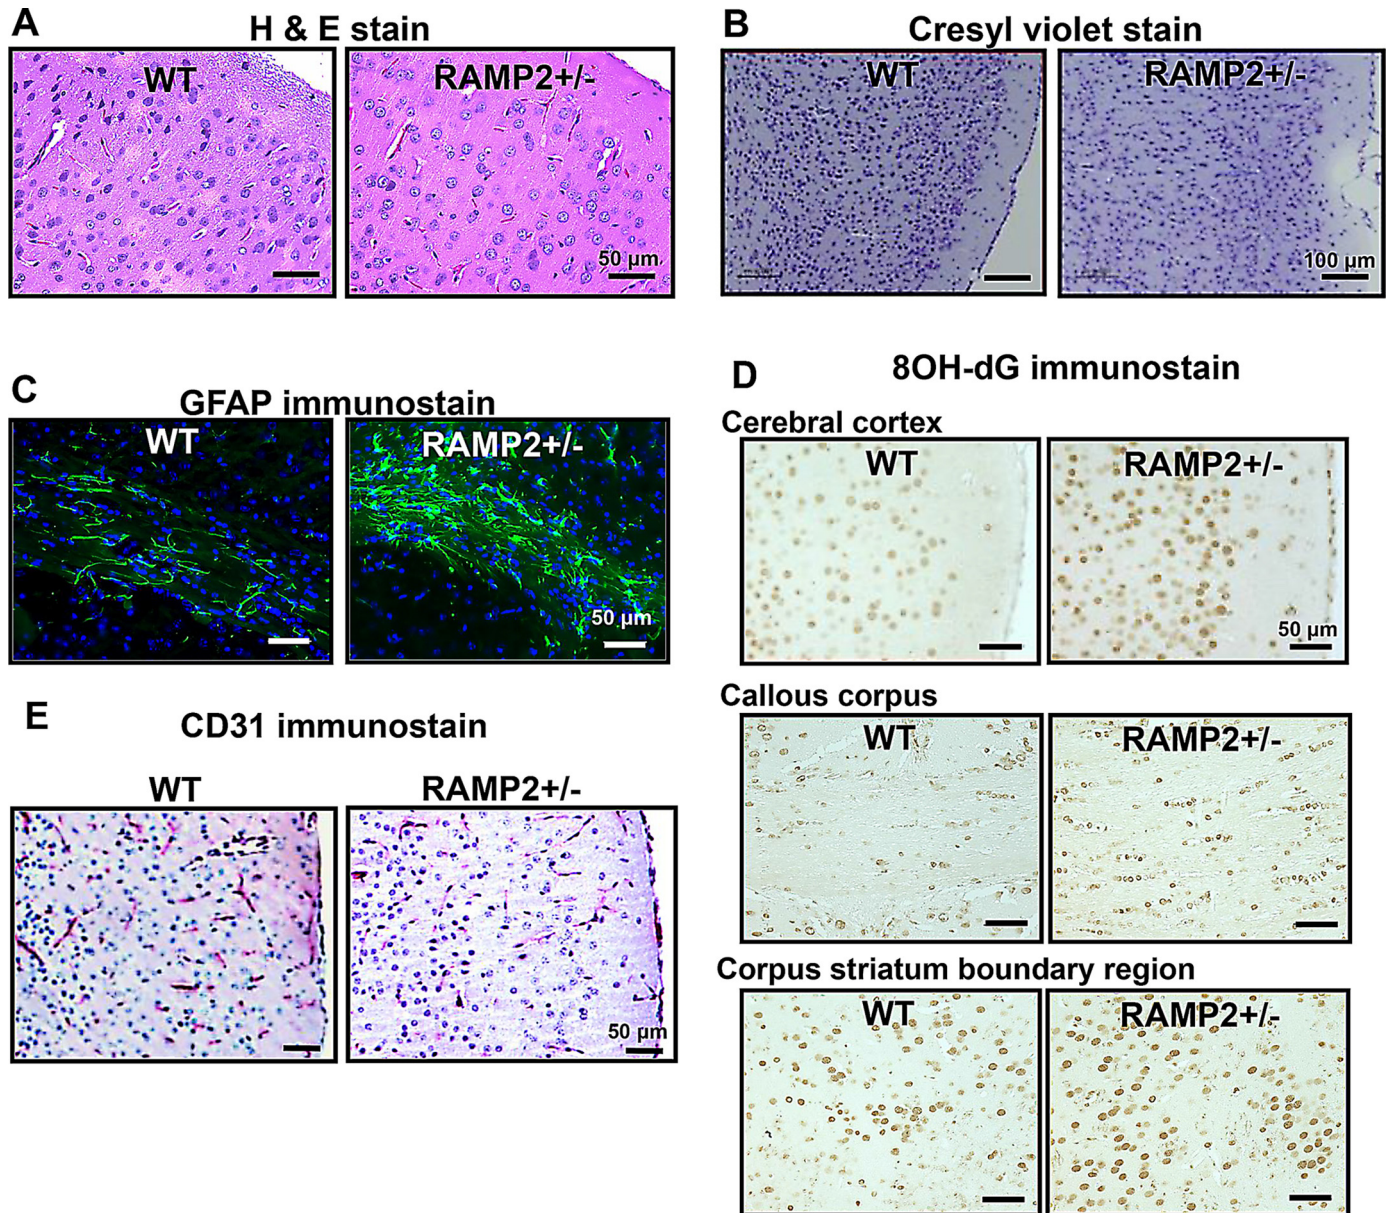 A
H & E stain
WT
RAMP2+/-
50 µm
B
Cresyl violet stain
WT
RAMP2+/-
100 µm
C
GFAP immunostain
WT
RAMP2+/-
50 µm
D
8OH-dG immunostain
Cerebral cortex
WT
RAMP2+/-
50 µm
Callous corpus
WT
RAMP2+/-
Corpus striatum boundary region
WT
RAMP2+/-
E
CD31 immunostain
WT
RAMP2+/-
50 µm